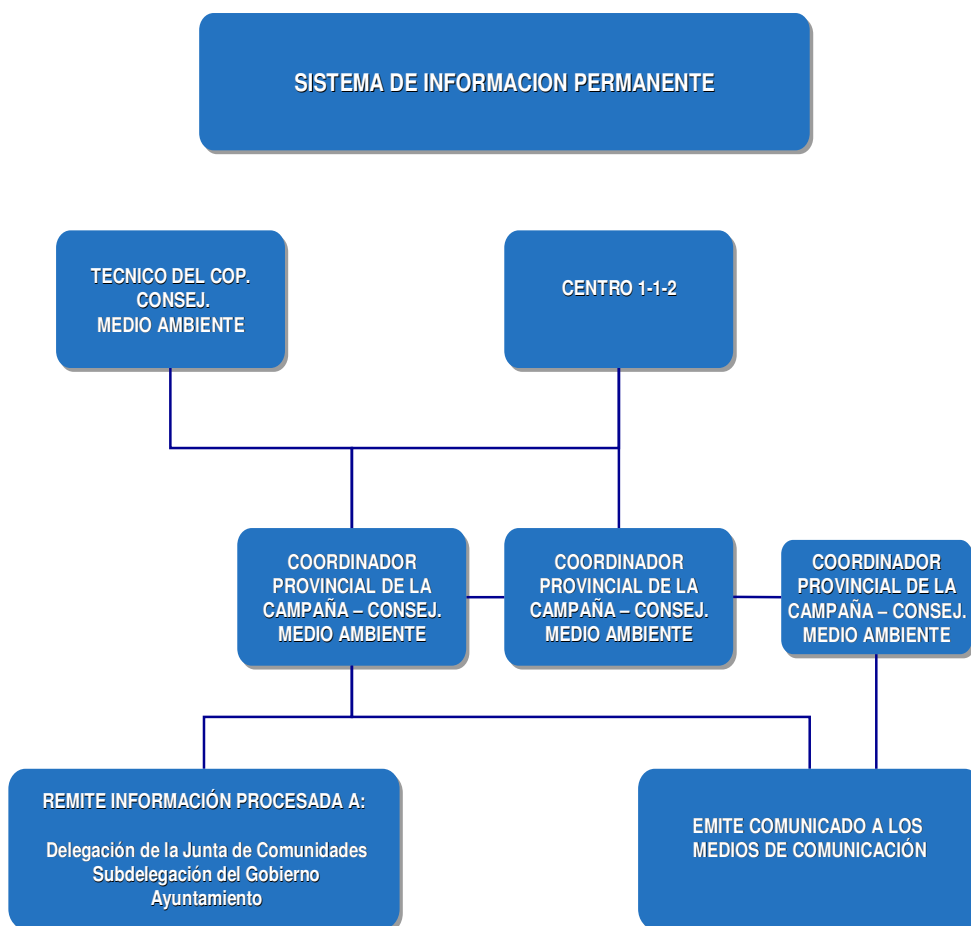 SISTEMA DE INFORMACION PERMANENTE
TECNICO DEL COP.
CONSEJ.
MEDIO AMBIENTE
CENTRO 1-1-2
COORDINADOR
PROVINCIAL DE LA
CAMPAÑA – CONSEJ.
MEDIO AMBIENTE
COORDINADOR
PROVINCIAL DE LA
CAMPAÑA – CONSEJ.
MEDIO AMBIENTE
COORDINADOR
PROVINCIAL DE LA
CAMPAÑA – CONSEJ.
MEDIO AMBIENTE
REMITE INFORMACIÓN PROCESADA A:
Delegación de la Junta de Comunidades
Subdelegación del Gobierno
Ayuntamiento
EMITE COMUNICADO A LOS
MEDIOS DE COMUNICACIÓN